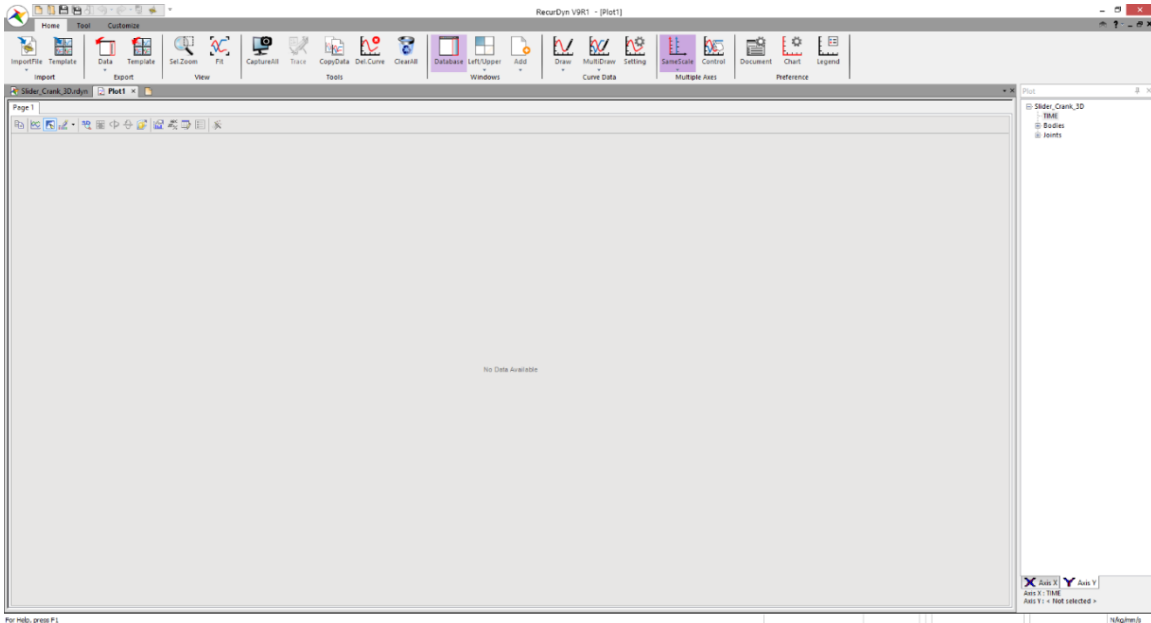 RecurDyn V9R1 - [Plot1]
Home Tool Customize
ImportFile Template Data Template Sel.Zoom Fit CaptureAll Trace CopyData Del.Curve ClearAll Database Left/Upper Add Draw MultiDraw Setting SameScale Control Document Chart Legend
Import Export View Tools Windows Curve Data Multiple Axes Preference
Slider_Crank_3D.rdyn Plot1
Plot
Page 1
Slider_Crank_3D
TIME
Bodies
Joints
No Data Available
Axis X Axis Y
Axis X : TIME
Axis Y : < Not selected >
For Help, press F1
N/kg/mm/s